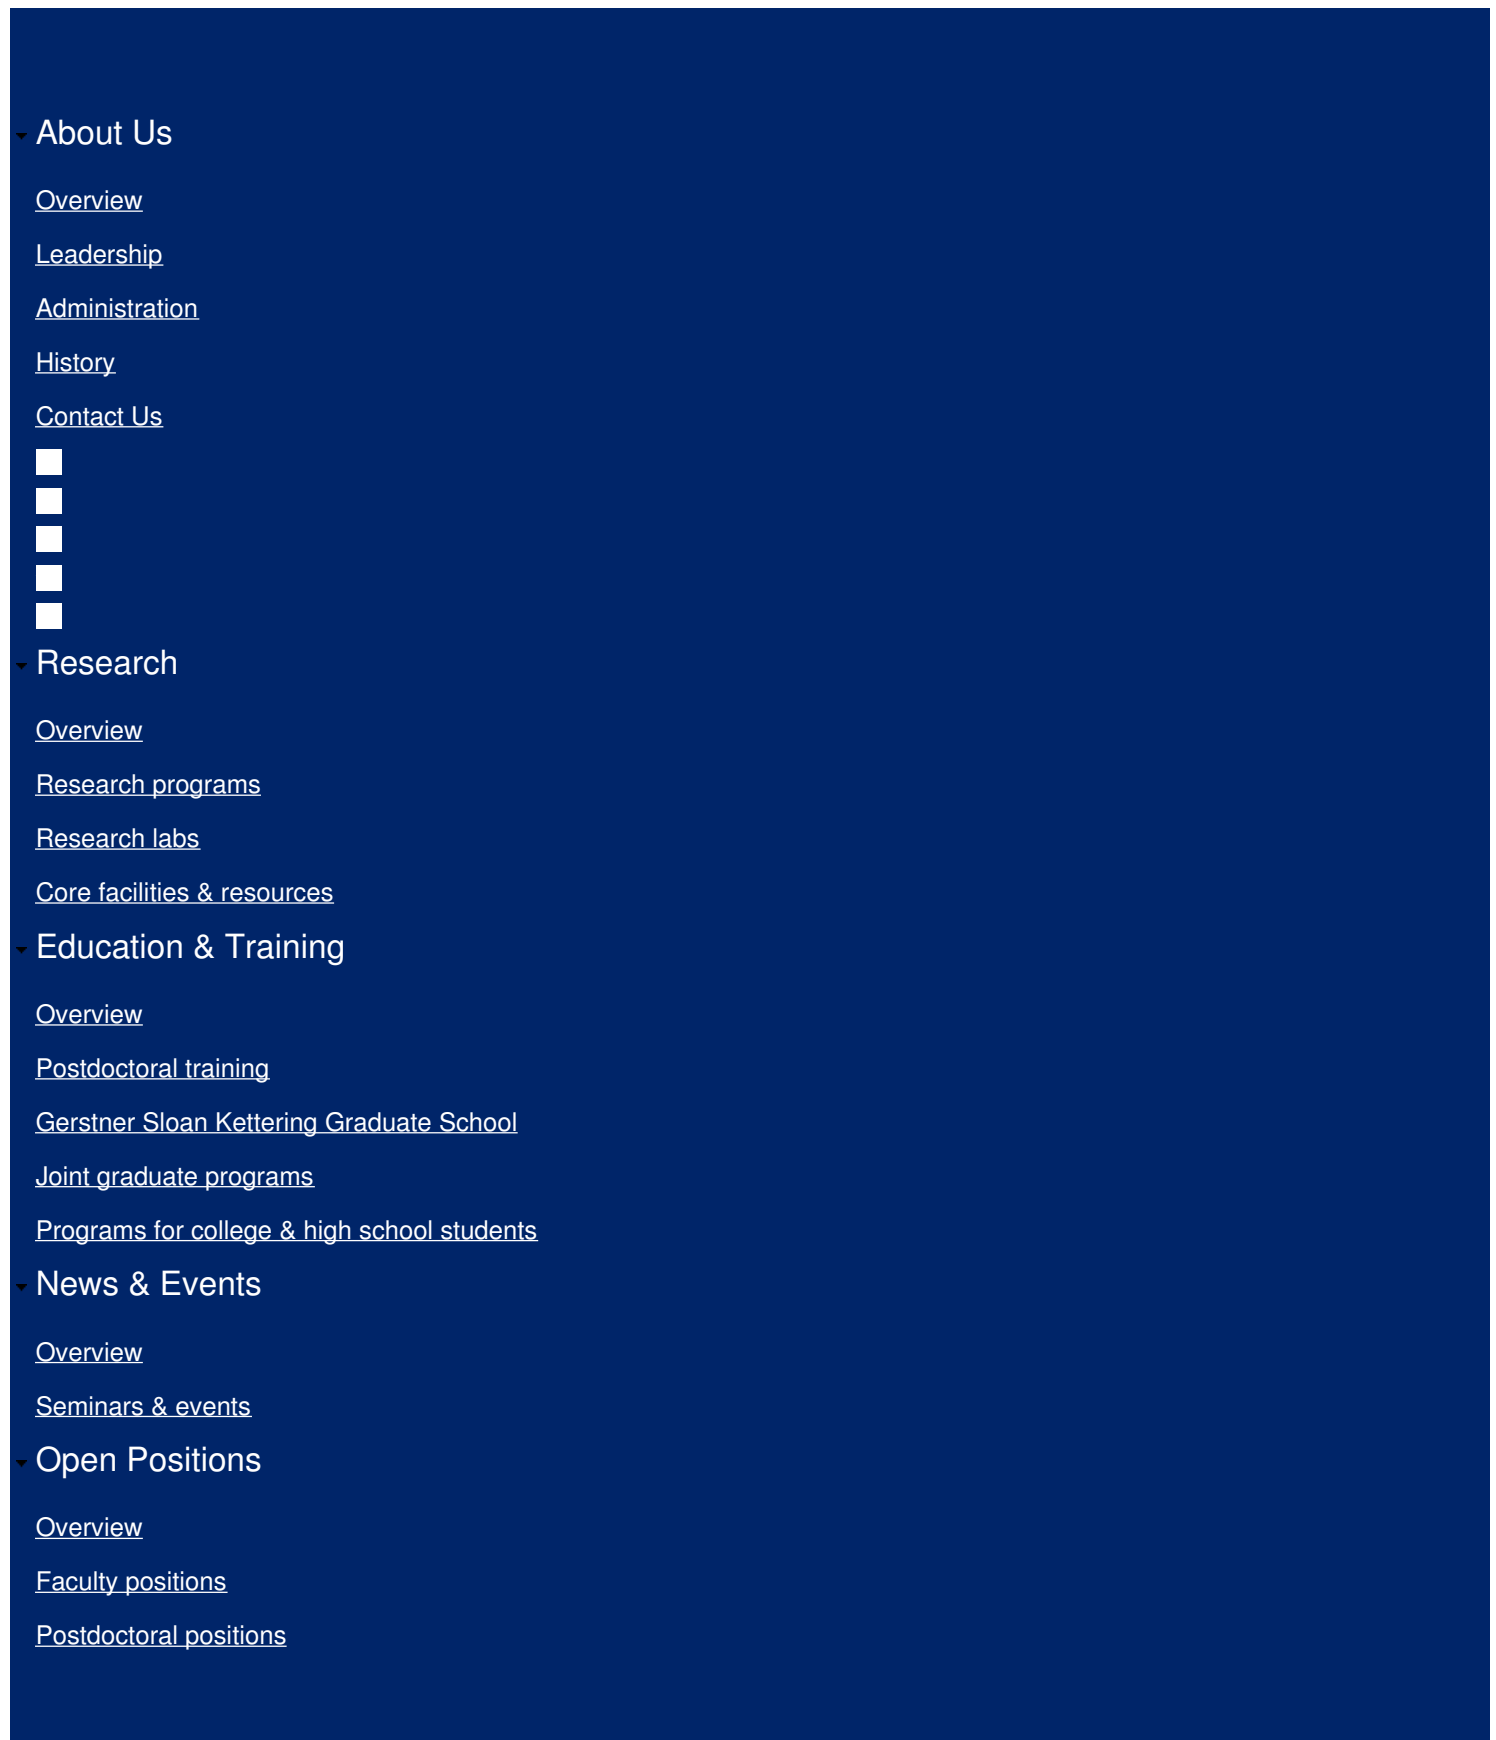 About Us
Overview
Leadership
Administration
History
Contact Us
Research
Overview
Research programs
Research labs
Core facilities & resources
Education & Training
Overview
Postdoctoral training
Gerstner Sloan Kettering Graduate School
Joint graduate programs
Programs for college & high school students
News & Events
Overview
Seminars & events
Open Positions
Overview
Faculty positions
Postdoctoral positions